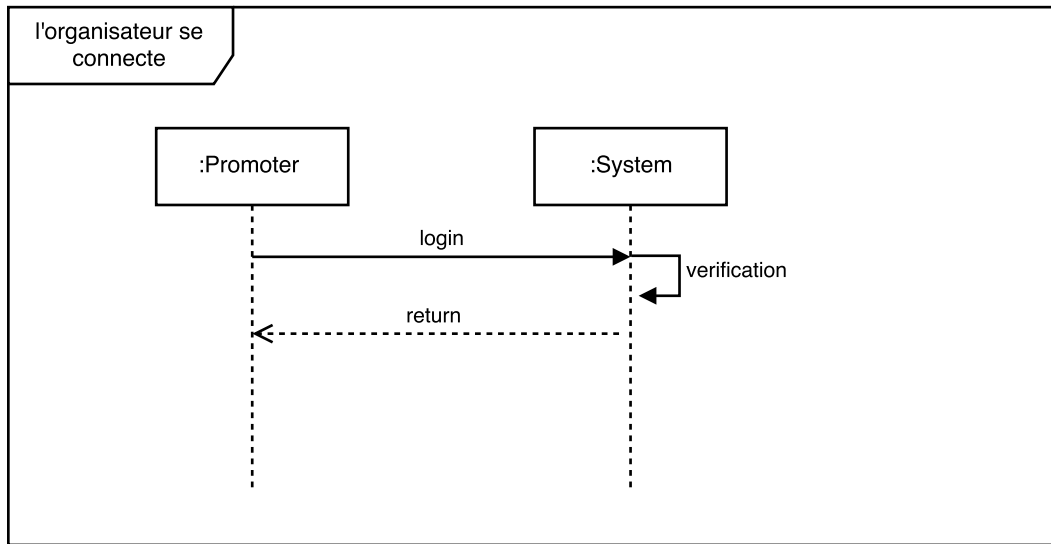 l'organisateur se
connecte
:Promoter
:System
login
verification
return